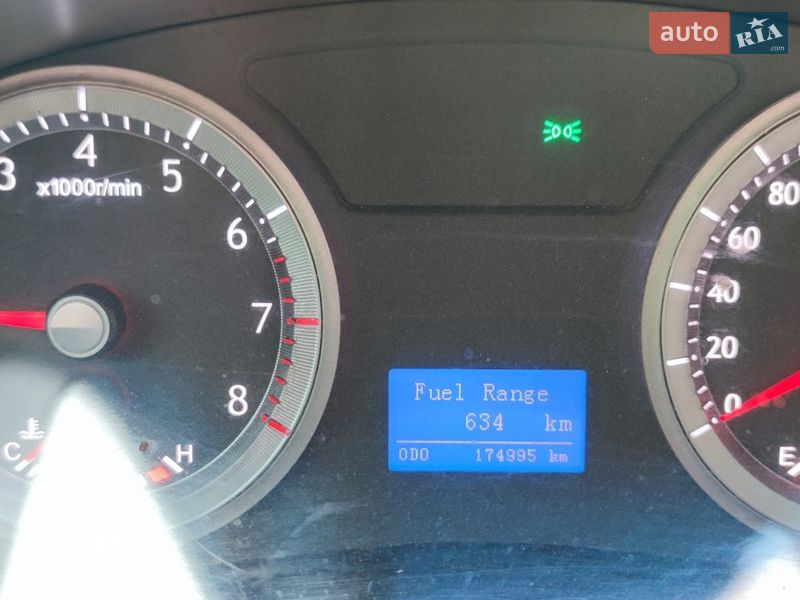 auto RIA .com
3 4 5 6 7 8
x1000r/min
C H
Fuel Range
634 km
ODO 174995 km
80
60
40
20
0
E